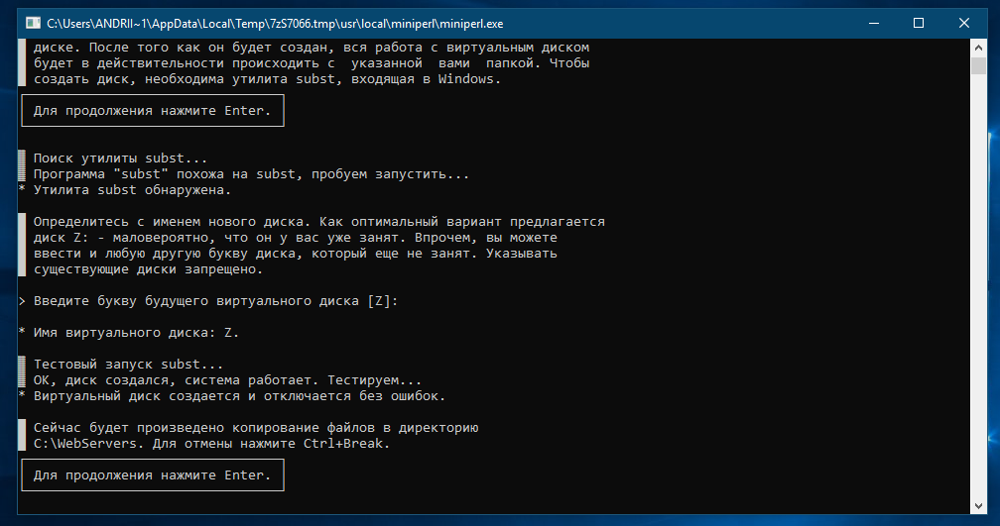 C:\Users\ANDRII~1\AppData\Local\Temp\7zS7066.tmp\usr\local\miniperl\miniperl.exe
диске. После того как он будет создан, вся работа с виртуальным диском
будет в действительности происходить с  указанной  вами  папкой. Чтобы
создать диск, необходима утилита subst, входящая в Windows.
Для продолжения нажмите Enter.
Поиск утилиты subst...
Программа "subst" похожа на subst, пробуем запустить...
* Утилита subst обнаружена.
Определитесь с именем нового диска. Как оптимальный вариант предлагается
диск Z: - маловероятно, что он у вас уже занят. Впрочем, вы можете
ввести и любую другую букву диска, который еще не занят. Указывать
существующие диски запрещено.
> Введите букву будущего виртуального диска [Z]:
* Имя виртуального диска: Z.
Тестовый запуск subst...
ОК, диск создался, система работает. Тестируем...
* Виртуальный диск создается и отключается без ошибок.
Сейчас будет произведено копирование файлов в директорию
C:\WebServers. Для отмены нажмите Ctrl+Break.
Для продолжения нажмите Enter.